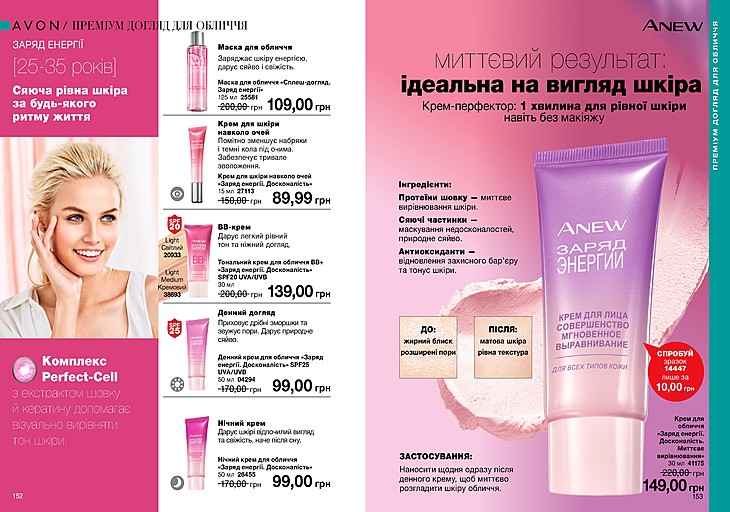 AVON / ПРЕМІУМ ДОГЛЯД ДЛЯ ОБЛИЧЧЯ
ЗАРЯД ЕНЕРГІЇ
[25-35 років]
Сяюча рівна шкіра
за будь-якого
ритму життя
Комплекс
Perfect-Cell
з екстрактом шовку
й кератину допомагає
візуально вирівняти
тон шкіри.
152
Маска для обличчя
Заряджає шкіру енергією,
дарує сяйво і свіжість.
Маска для обличчя «Сплеш-догляд.
Заряд енергії»
125 мл 25581
200,00 грн 109,00 грн
Крем для шкіри
навколо очей
Помітно зменшує набряки
і темні кола під очима.
Забезпечує тривале
зволоження.
Крем для шкіри навколо очей
«Заряд енергії. Досконалість»
15 мл 27113
150,00 грн 89,99 грн
SPF
20
Light
Світлий
20933
Light
Medium
Кремовий
38693
BB
BB-крем
Дарує легкий рівний
тон та ніжний догляд.
Тональний крем для обличчя BB+
«Заряд енергії. Досконалість»
SPF20 UVA/UVB
30 мл
200,00 грн 139,00 грн
SPF
25
Денний догляд
Приховує дрібні зморшки та
звужує пори. Дарує природне
сяйво.
Денний крем для обличчя «Заряд
енергії. Досконалість» SPF25
UVA/UVB
50 мл 04294
170,00 грн 99,00 грн
Нічний крем
Дарує шкірі відпочилий вигляд
та свіжість, наче після сну.
Нічний крем для обличчя
«Заряд енергії. Досконалість»
50 мл 26455
170,00 грн 99,00 грн
ANEW
миттєвий результат:
ідеальна на вигляд шкіра
Крем-перфектор: 1 хвилина для рівної шкіри
навіть без макіяжу
ПРЕМІУМ ДОГЛЯД ДЛЯ ОБЛИЧЧЯ
Інгредієнти:
Протеїни шовку — миттєве
вирівнювання шкіри.
Сяючі частинки —
маскування недосконалостей,
природне сяйво.
Антиоксиданти —
відновлення захисного бар'єру
та тонус шкіри.
ДО:
жирний блиск
розширені пори
ПІСЛЯ:
матова шкіра
рівна текстура
ANEW
ЗАРЯД
ЭНЕРГИИ
КРЕМ ДЛЯ ЛИЦА
СОВЕРШЕНСТВО
МГНОВЕННОЕ
ВЫРАВНИВАНИЕ
ДЛЯ ВСЕХ ТИПОВ КОЖИ
СПРОБУЙ
зразок
14447
лише за
10,00 грн
ЗАСТОСУВАННЯ:
Наносити щодня одразу після
денного крему, щоб миттєво
розгладити шкіру обличчя.
Крем для
обличчя
«Заряд енергії.
Досконалість.
Миттєве
вирівнювання»
30 мл 41175
220,00 грн
149,00 грн
153